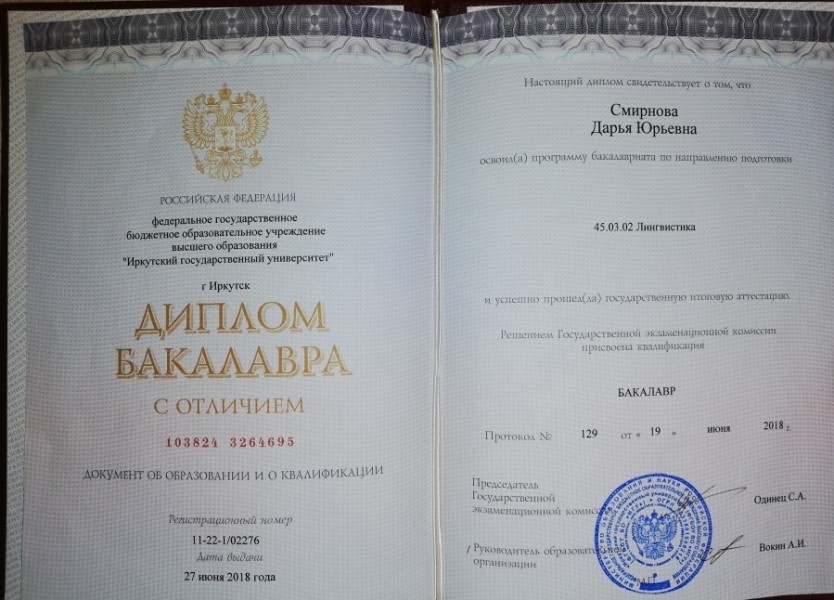 РОССИЙСКАЯ ФЕДЕРАЦИЯ
федеральное государственное
бюджетное образовательное учреждение
высшего образования
"Иркутский государственный университет"
г Иркутск
ДИПЛОМ
БАКАЛАВРА
С ОТЛИЧИЕМ
103824 3264695
ДОКУМЕНТ ОБ ОБРАЗОВАНИИ И О КВАЛИФИКАЦИИ
Регистрационный номер
11-22-1/02276
Дата выдачи
27 июня 2018 года
Настоящий диплом свидетельствует о том, что
Смирнова
Дарья Юрьевна
освоил(а) программу бакалавриата по направлению подготовки
45.03.02 Лингвистика
и успешно прошел(ла) государственную итоговую аттестацию.
Решением Государственной экзаменационной комиссии
присвоена квалификация
БАКАЛАВР
Протокол № 129 от « 19 » июня 2018 г.
Председатель
Государственной
экзаменационной
Одинец С.А.
Руководитель образовательной
организации
Вокин А.И.
М.П.